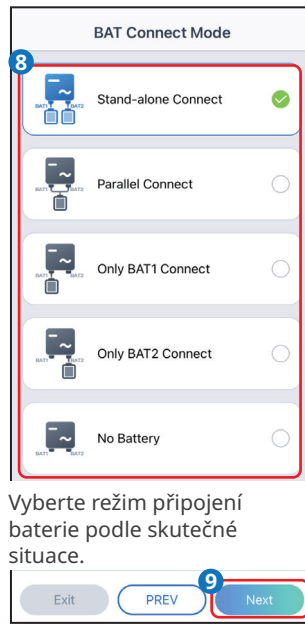 BAT Connect Mode
8
BAT1 BAT2
Stand-alone Connect
BAT1 BAT2
Parallel Connect
BAT1 BAT2
Only BAT1 Connect
BAT1 BAT2
Only BAT2 Connect
BAT1 BAT2
No Battery
Vyberte režim připojení
baterie podle skutečné
situace.
9
Exit PREV Next